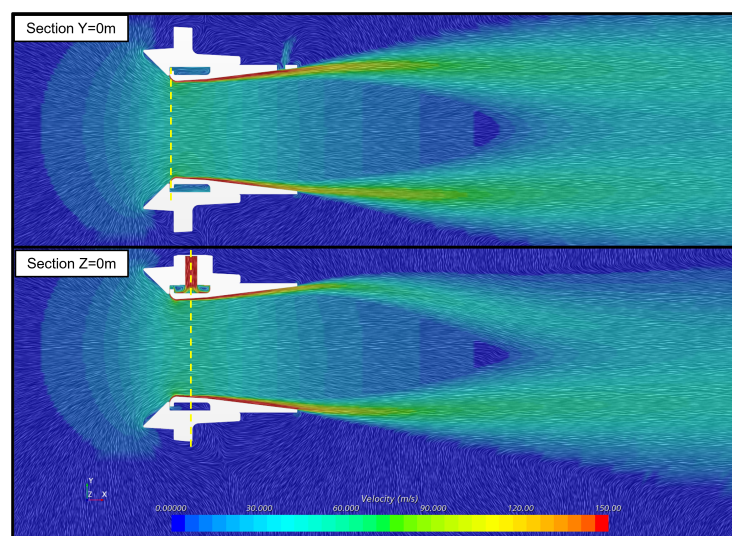 Section Y=0m
Section Z=0m
Y
Z X
Velocity (m/s)
0.00000 30.000 60.000 90.000 120.00 150.00